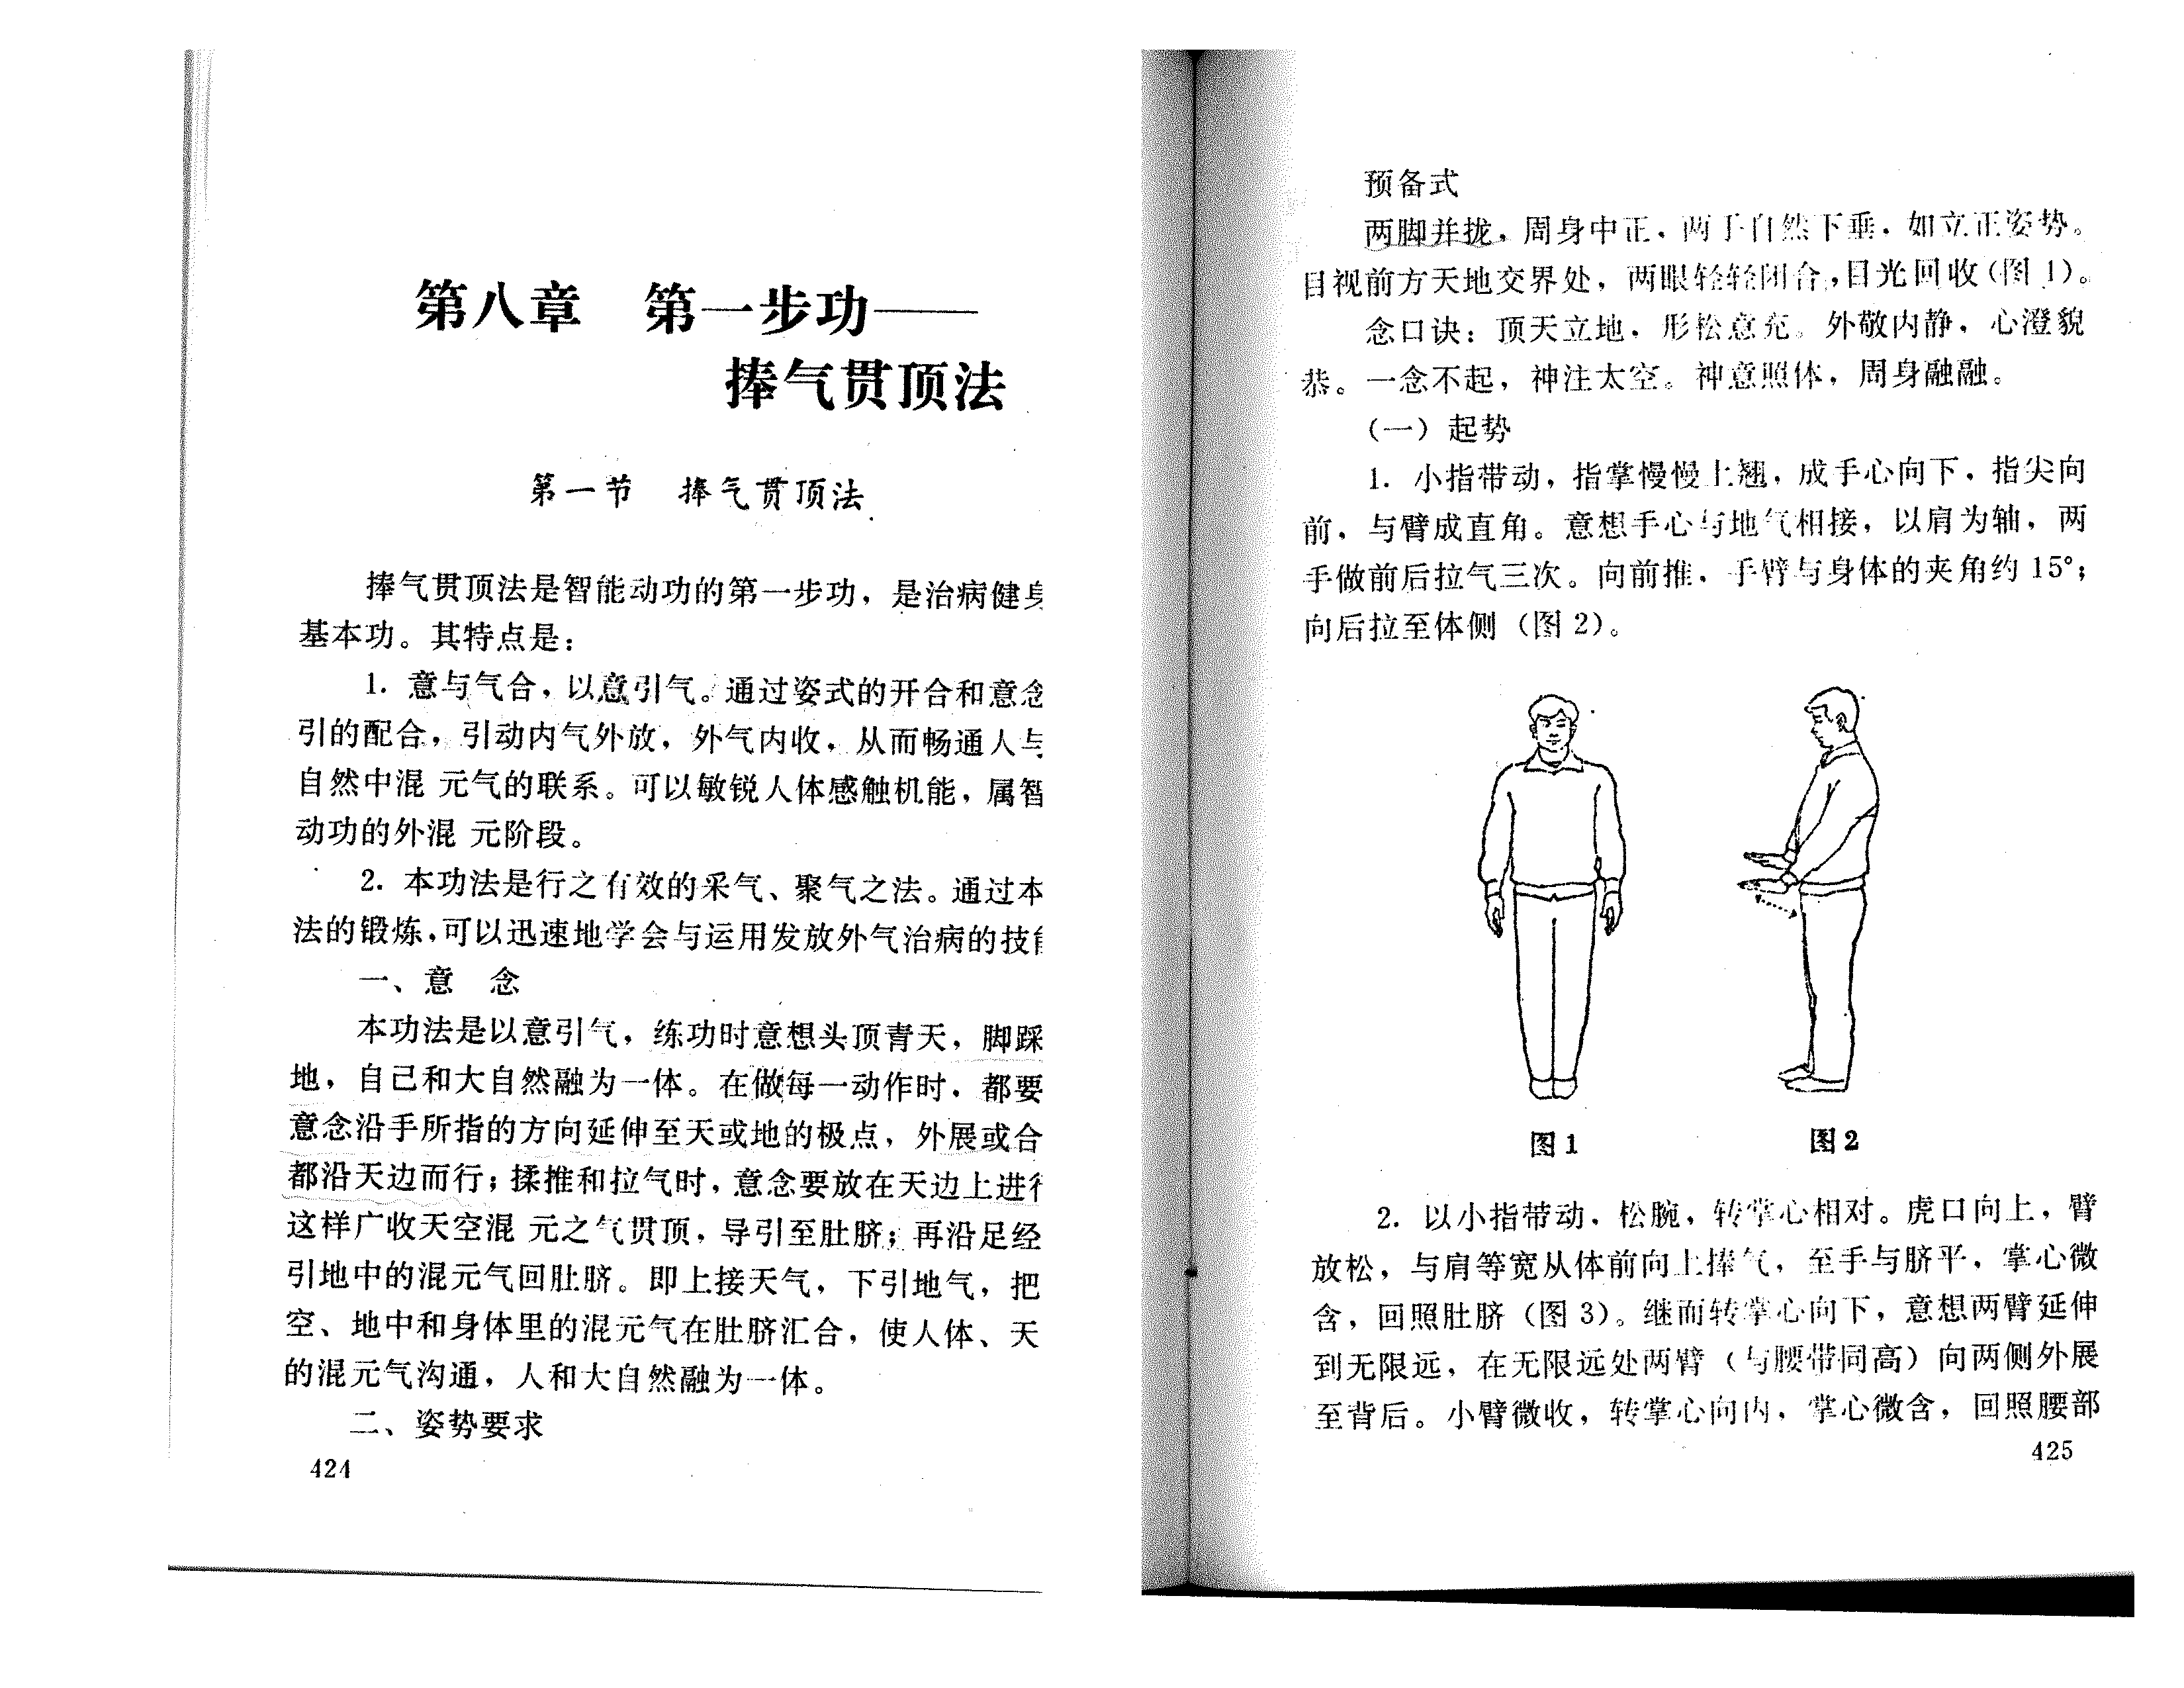 第八章 第一步功——
捧气贯顶法
第一节 捧气贯顶法
捧气贯顶法是智能动功的第一步功，是治病健身
基本功。其特点是：
1. 意与气合，以意引气。通过姿式的开合和意念
引的配合，引动内气外放，外气内收，从而畅通人与
自然中混 元气的联系。可以敏锐人体感触机能，属智
动功的外混 元阶段。
2. 本功法是行之有效的采气、聚气之法。通过本
法的锻炼，可以迅速地学会与运用发放外气治病的技
一、意 念
本功法是以意引气，练功时意想头顶青天，脚踩
地，自己和大自然融为一体。在做每一动作时，都要
意念沿手所指的方向延伸至天或地的极点，外展或合
都沿天边而行；揉推和拉气时，意念要放在天边上进行
这样广收天空混 元之气贯顶，导引至肚脐；再沿足经
引地中的混元气回肚脐。即上接天气，下引地气，把
空、地中和身体里的混元气在肚脐汇合，使人体、天
的混元气沟通，人和大自然融为一体。
二、姿势要求
424
预备式
两脚并拢，周身中正，两手自然下垂，如立正姿势。
目视前方天地交界处，两眼轻轻闭合，目光回收（图 1）。
念口诀：顶天立地，形松意充。外敬内静，心澄貌
恭。一念不起，神注太空。神意照体，周身融融。
（一）起势
1. 小指带动，指掌慢慢上翘，成手心向下，指尖向
前，与臂成直角。意想手心与地气相接，以肩为轴，两
手做前后拉气三次。向前推，手臂与身体的夹角约 15°；
向后拉至体侧（图 2）。
图 1
图 2
2. 以小指带动，松腕，转掌心相对。虎口向上，臂
放松，与肩等宽从体前向上捧气，至手与脐平，掌心微
含，回照肚脐（图 3）。继而转掌心向下，意想两臂延伸
到无限远，在无限远处两臂（与腰带同高）向两侧外展
至背后。小臂微收，转掌心向内，掌心微含，回照腰部
425